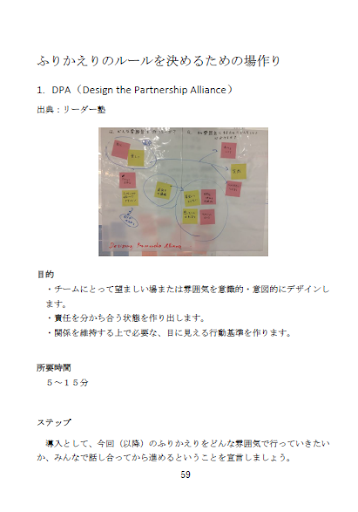 ふりかえりのルールを決めるための場作り
1. DPA（Design the Partnership Alliance）
出典：リーダー塾
目的
・チームにとって望ましい場または雰囲気を意識的・意図的にデザインし
ます。
・責任を分かち合う状態を作り出します。
・関係を維持する上で必要な、目に見える行動基準を作ります。
所要時間
５～１５分
ステップ
導入として、今回（以降）のふりかえりをどんな雰囲気で行っていきたい
か、みんなで話し合ってから進めるということを宣言しましょう。
59